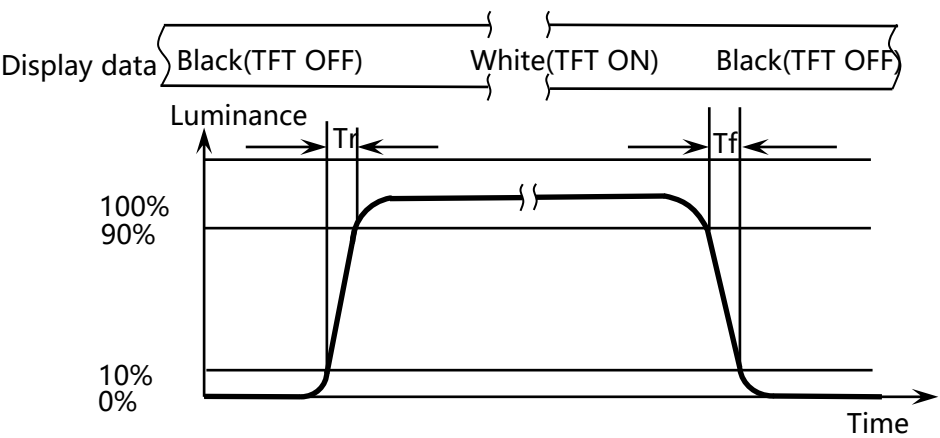 Display data Black(TFT OFF) White(TFT ON) Black(TFT OFF)
Luminance
Tr Tf
100%
90%
10%
0%
Time